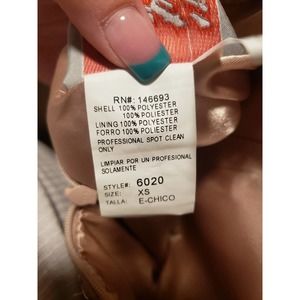 RN#: 146693
SHELL 100% POLYESTER
100% POLIESTER
LINING 100% POLYESTER
FORRO 100% POLIESTER
PROFESSIONAL SPOT CLEAN
ONLY
LIMPIAR POR UN PROFESIONAL
SOLAMENTE
STYLE#: 6020
SIZE: XS
TALLA: E-CHICO